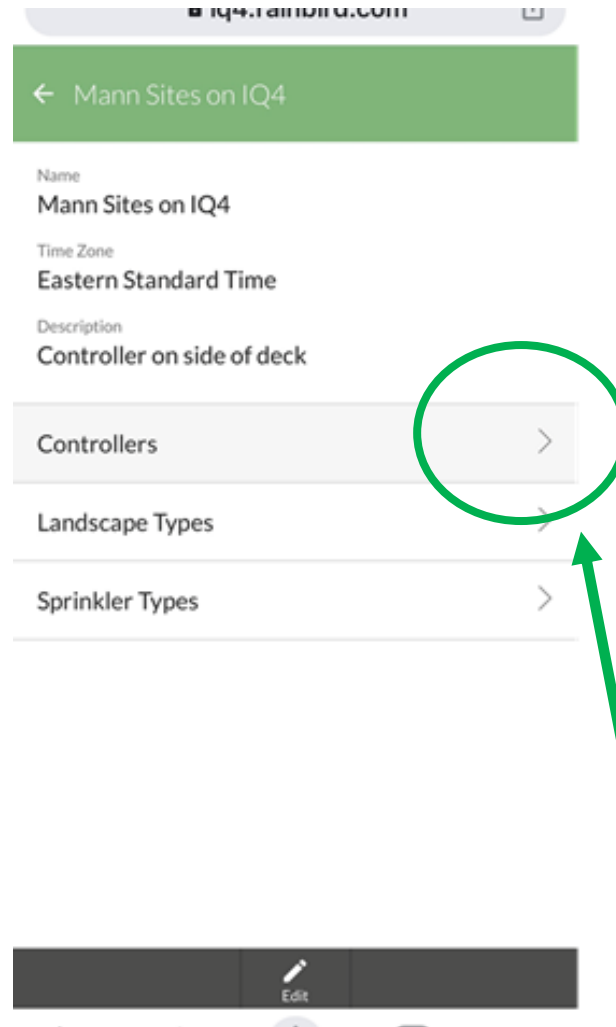 iq4.rainbird.com
Mann Sites on IQ4
Name
Mann Sites on IQ4
Time Zone
Eastern Standard Time
Description
Controller on side of deck
Controllers
Landscape Types
Sprinkler Types
Edit